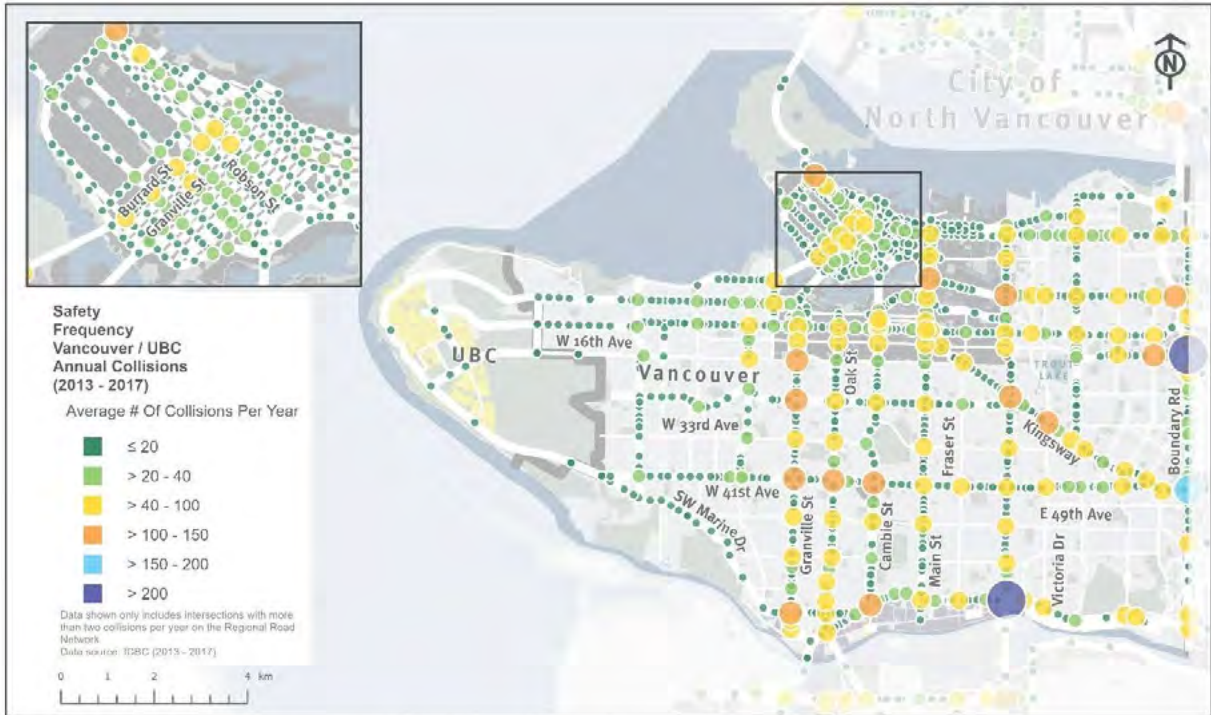 Burrard St
Granville St
Robson St
N
City of
North Vancouver
Safety
Frequency
Vancouver / UBC
Annual Collisions
(2013 - 2017)
Average # Of Collisions Per Year
≤ 20
> 20 - 40
> 40 - 100
> 100 - 150
> 150 - 200
> 200
Data shown only includes intersections with more
than two collisions per year on the Regional Road
Network
Data source: ICBC (2013 - 2017)
0 1 2 4 km
UBC
W 16th Ave
Vancouver
Oak St
TROUT
LAKE
W 33rd Ave
Fraser St
Kingsway
Boundary Rd
W 41st Ave
E 49th Ave
SW Marine Dr
Granville St
Cambie St
Main St
Victoria Dr